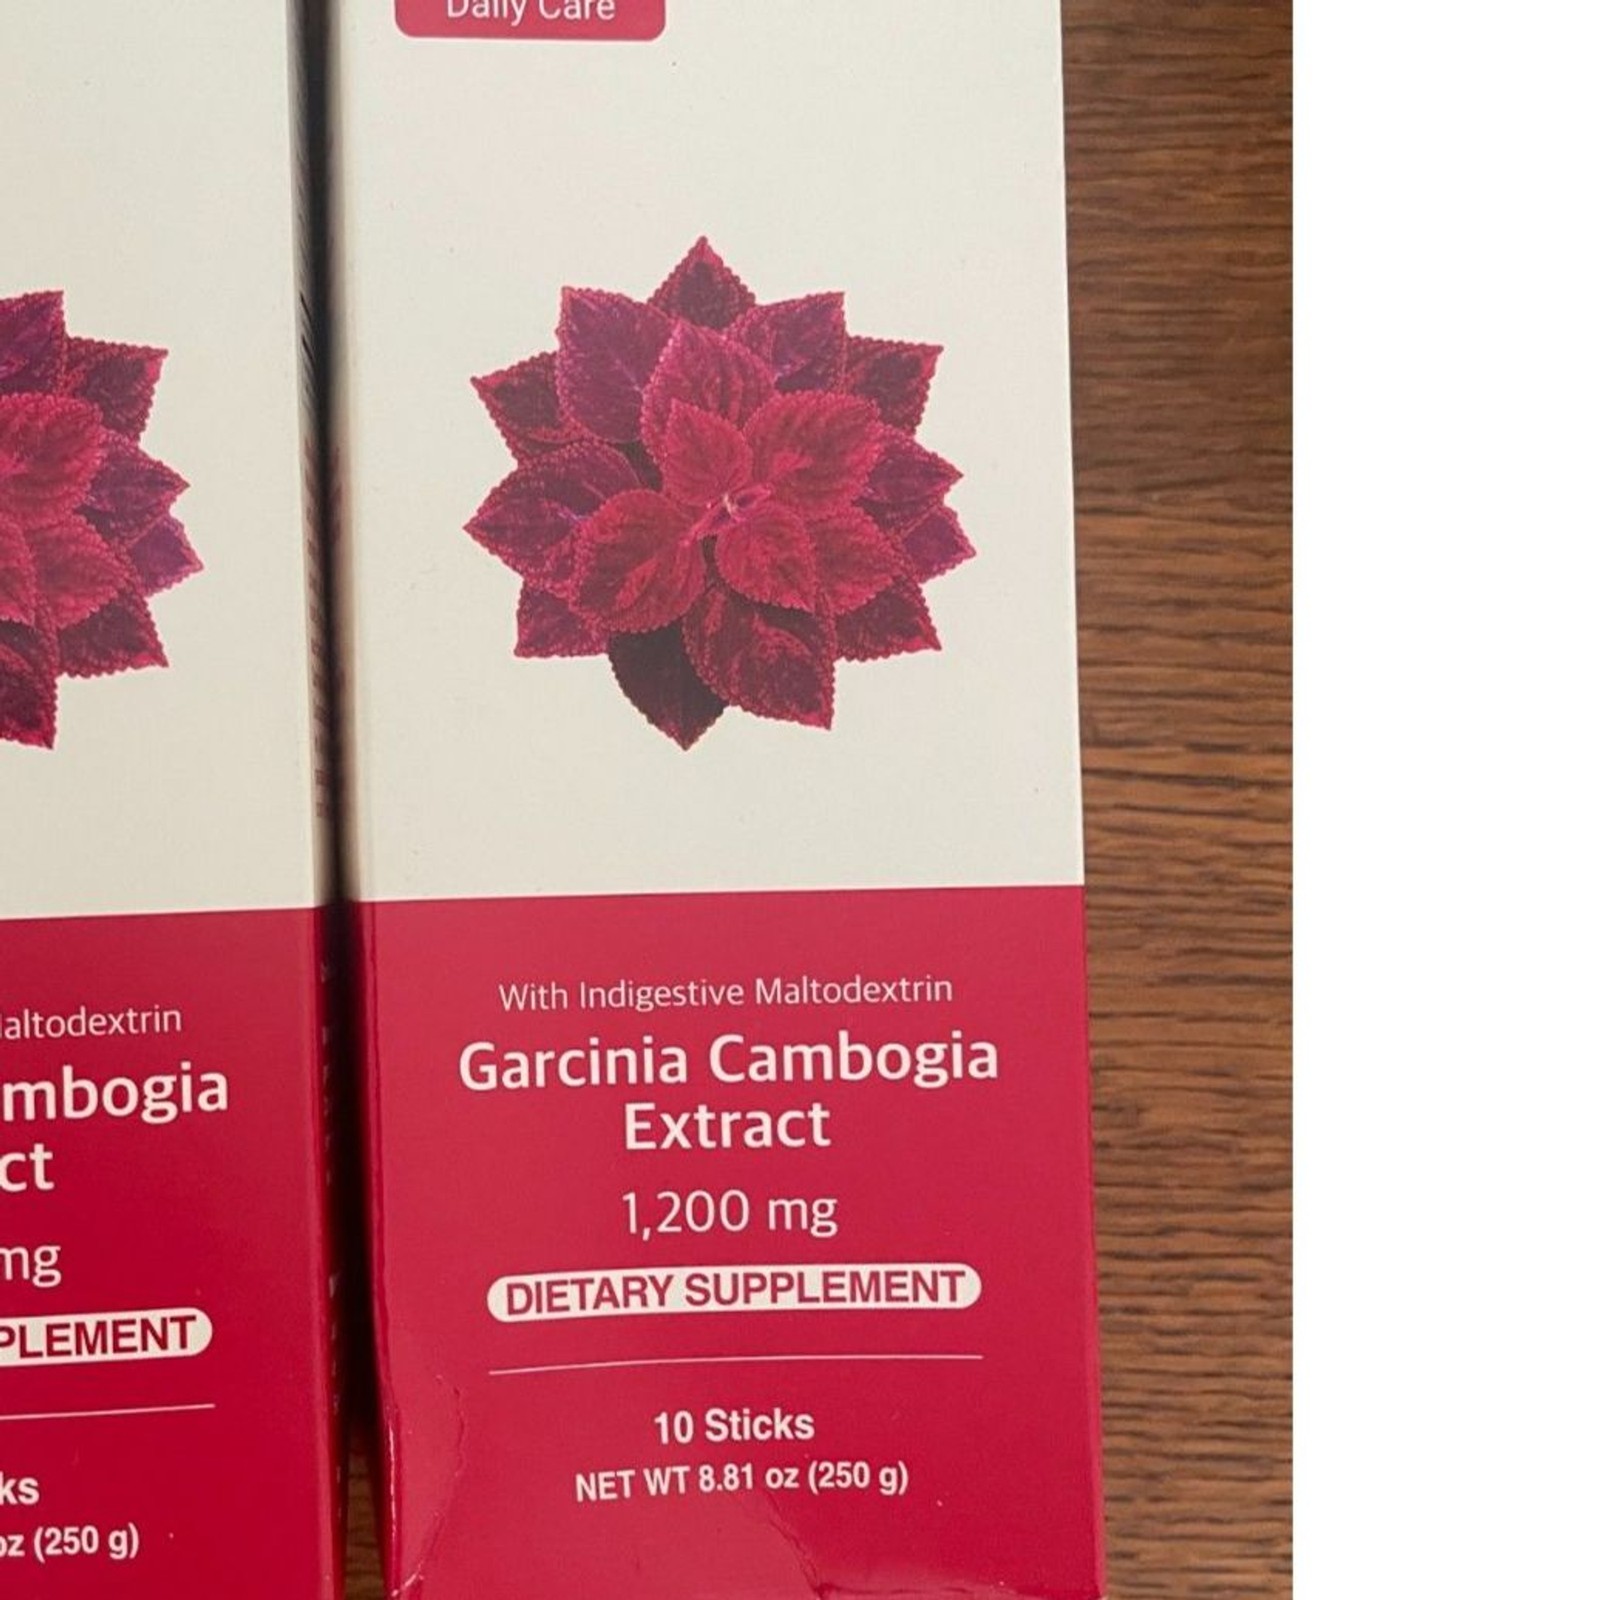 Daily Care
With Indigestive Maltodextrin
Garcinia Cambogia
Extract
1,200 mg
DIETARY SUPPLEMENT
10 Sticks
NET WT 8.81 oz (250 g)
altodextrin
mbogia
ct
mg
PLEMENT
ks
oz (250 g)